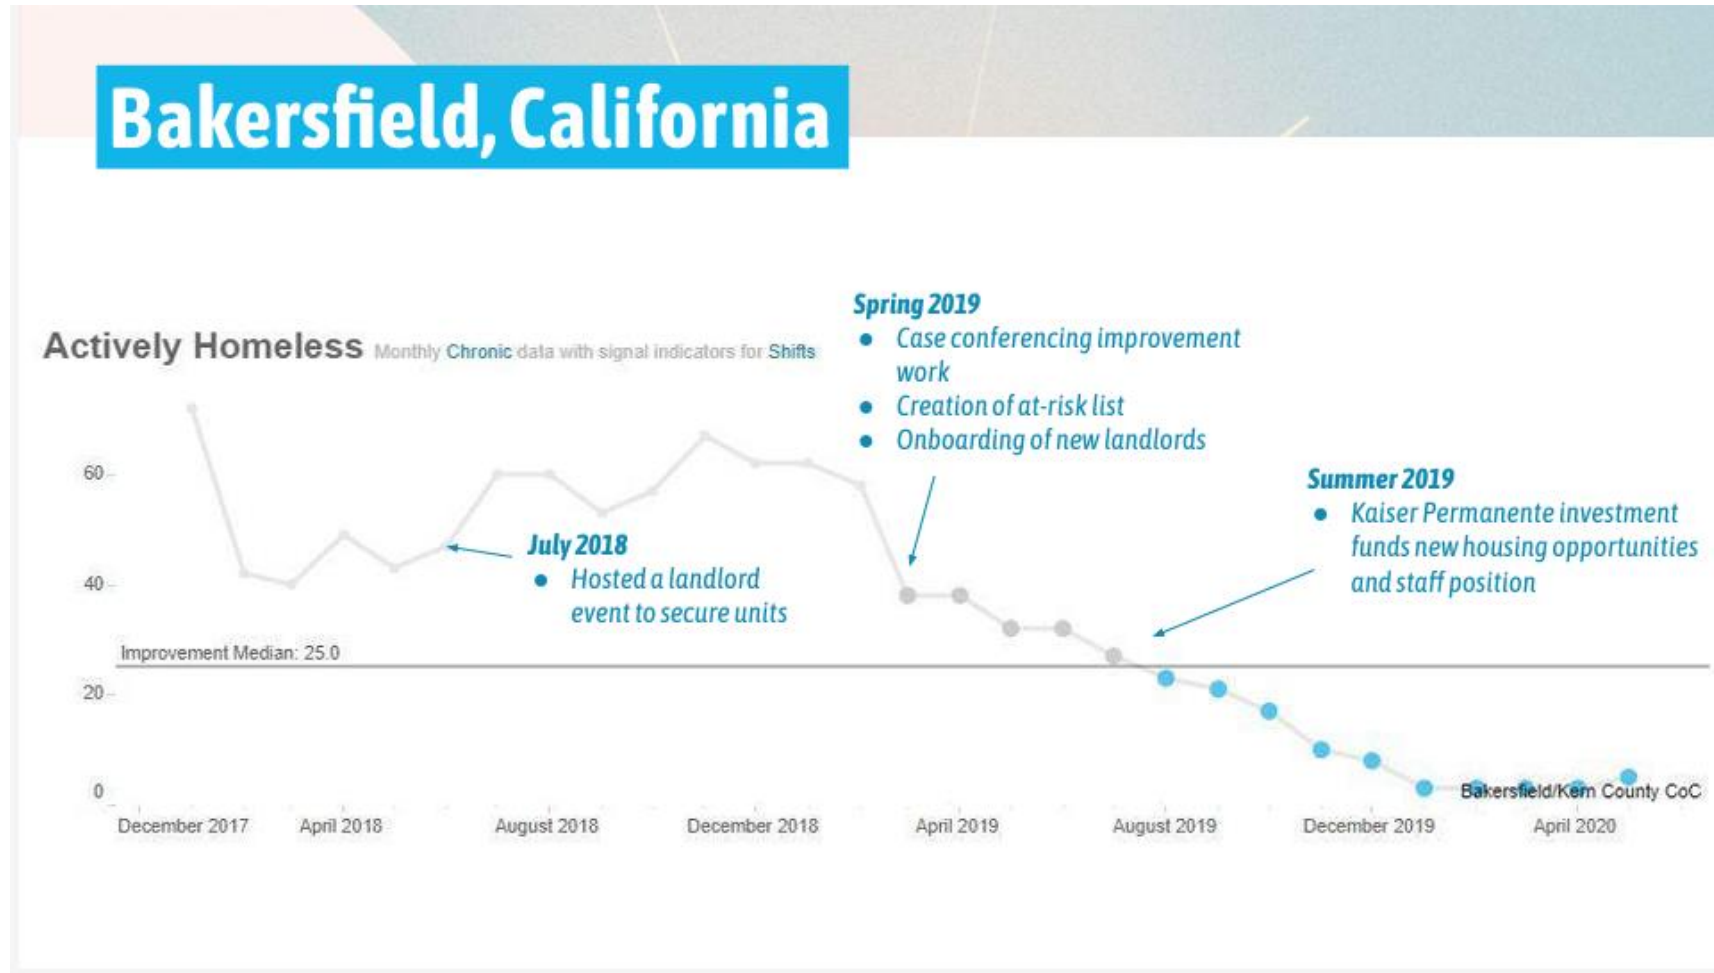 Bakersfield, California
Spring 2019
● Case conferencing improvement
work
● Creation of at-risk list
● Onboarding of new landlords
Actively Homeless Monthly Chronic data with signal indicators for Shifts
Summer 2019
● Kaiser Permanente investment
funds new housing opportunities
and staff position
July 2018
● Hosted a landlord
event to secure units
60
40
Improvement Median: 25.0
20
0
Bakersfield/Kern County CoC
December 2017 April 2018 August 2018 December 2018 April 2019 August 2019 December 2019 April 2020